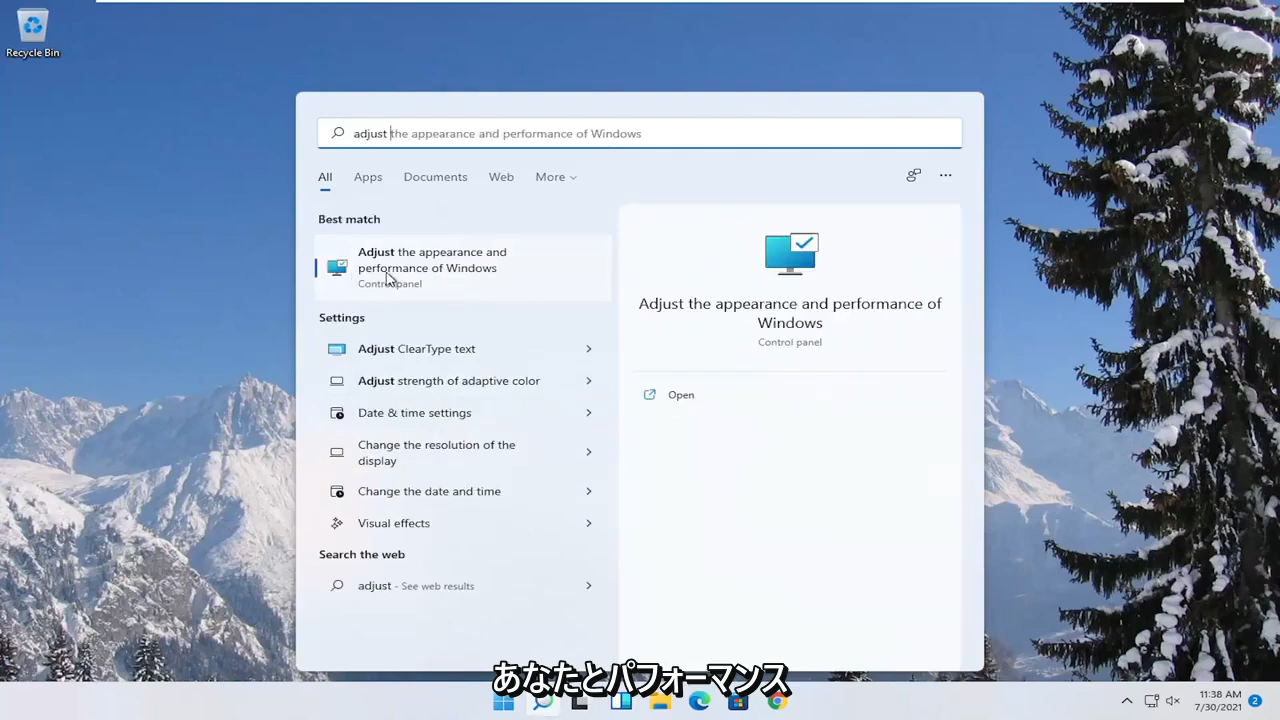 Recycle Bin
adjust the appearance and performance of Windows
All Apps Documents Web More
Best match
Adjust the appearance and
performance of Windows
Control panel
Settings
Adjust ClearType text
Adjust strength of adaptive color
Date & time settings
Change the resolution of the
display
Change the date and time
Visual effects
Search the web
adjust - See web results
Adjust the appearance and performance of
Windows
Control panel
Open
あなたとパフォーマンス
11:38 AM
7/30/2021
2